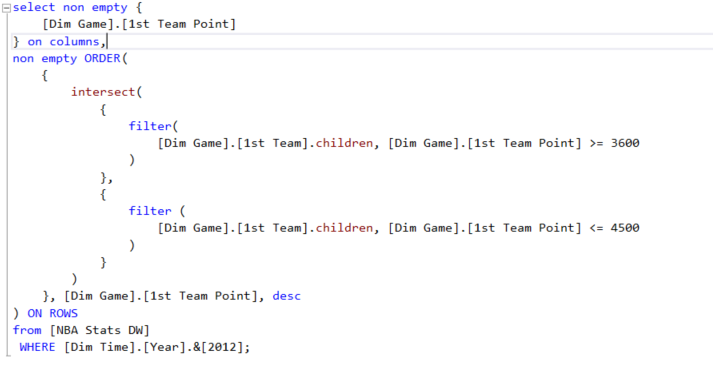 select non empty {
[Dim Game].[1st Team Point]
} on columns,
non empty ORDER(
{
intersect(
{
filter(
[Dim Game].[1st Team].children, [Dim Game].[1st Team Point] >= 3600
)
},
{
filter (
[Dim Game].[1st Team].children, [Dim Game].[1st Team Point] <= 4500
)
}
)
}, [Dim Game].[1st Team Point], desc
) ON ROWS
from [NBA Stats DW]
WHERE [Dim Time].[Year].&[2012];